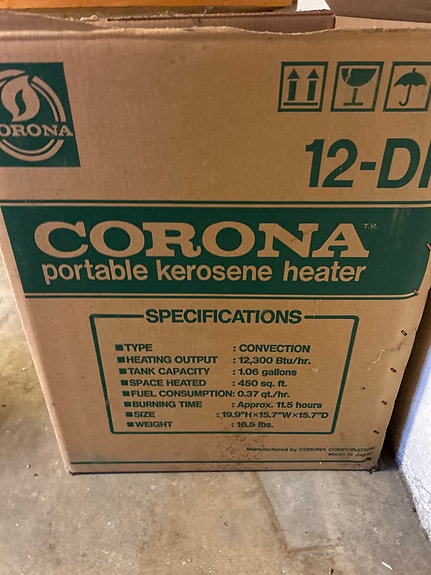 CORONA
12-D
CORONA T.M.
portable kerosene heater
SPECIFICATIONS
■TYPE : CONVECTION
■HEATING OUTPUT : 12,300 Btu/hr.
■TANK CAPACITY : 1.06 gallons
■SPACE HEATED : 450 sq. ft.
■FUEL CONSUMPTION: 0.37 qt./hr.
■BURNING TIME : Approx. 11.5 hours
■SIZE : 19.9"H×15.7"W×15.7"D
■WEIGHT : 16.5 lbs.
Manufactured by CORONA CORPORATION
Made in Japan